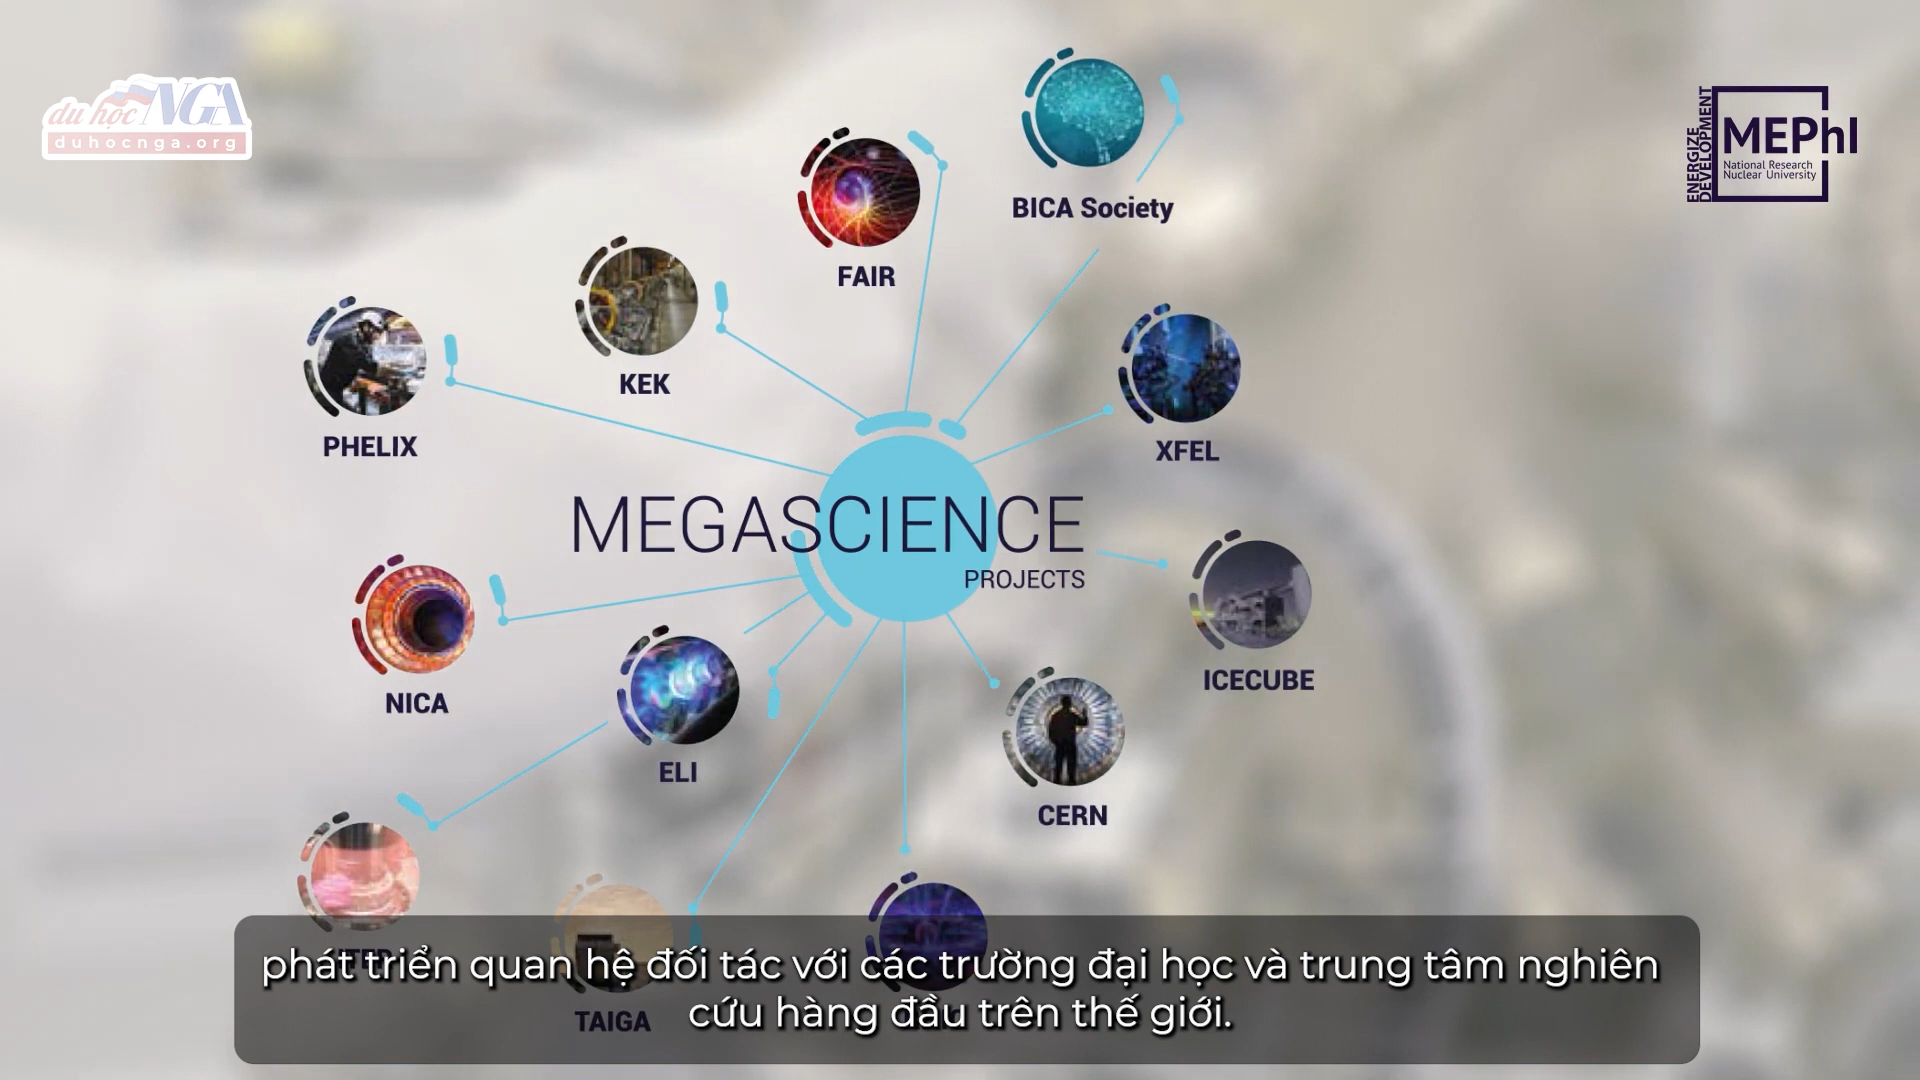 du học NGA
duhocnga.org
ENERGIZE
DEVELOPMENT
MEPhI
National Research
Nuclear University
BICA Society
FAIR
KEK
PHELIX
XFEL
MEGASCIENCE
PROJECTS
ICECUBE
NICA
ELI
CERN
TAIGA
phát triển quan hệ đối tác với các trường đại học và trung tâm nghiên
cứu hàng đầu trên thế giới.